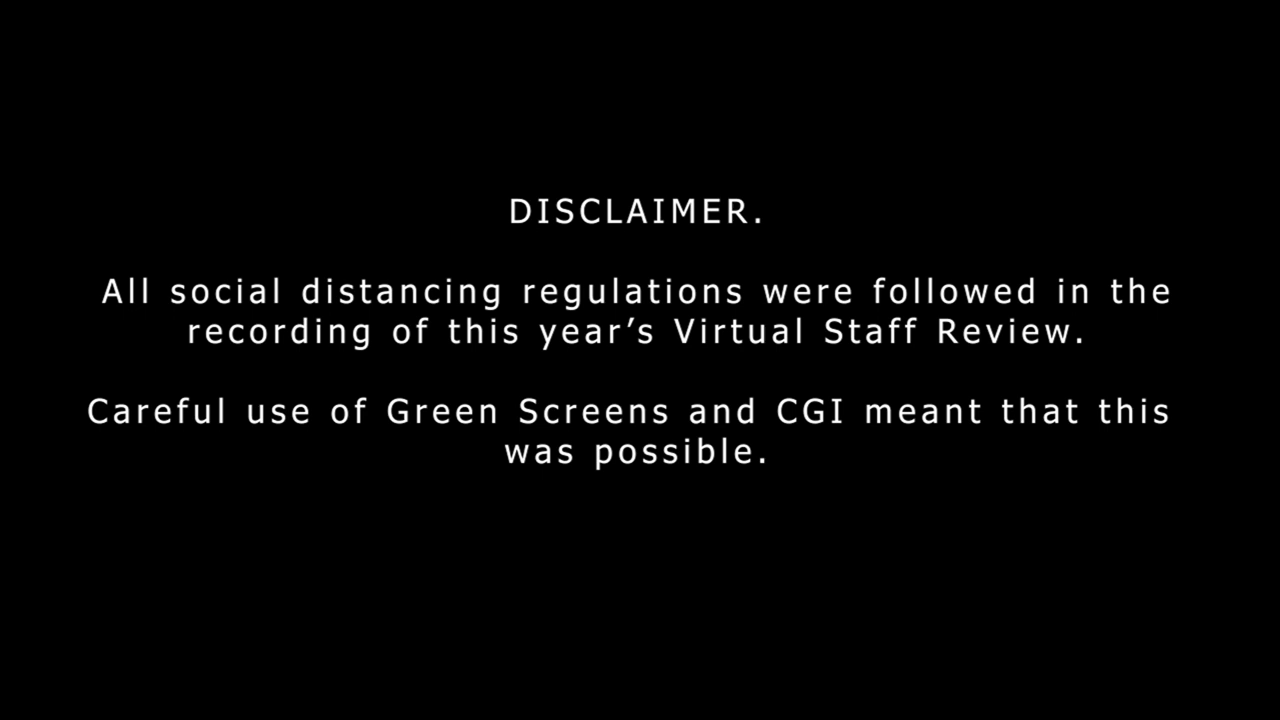 DISCLAIMER.
All social distancing regulations were followed in the
recording of this year’s Virtual Staff Review.
Careful use of Green Screens and CGI meant that this
was possible.